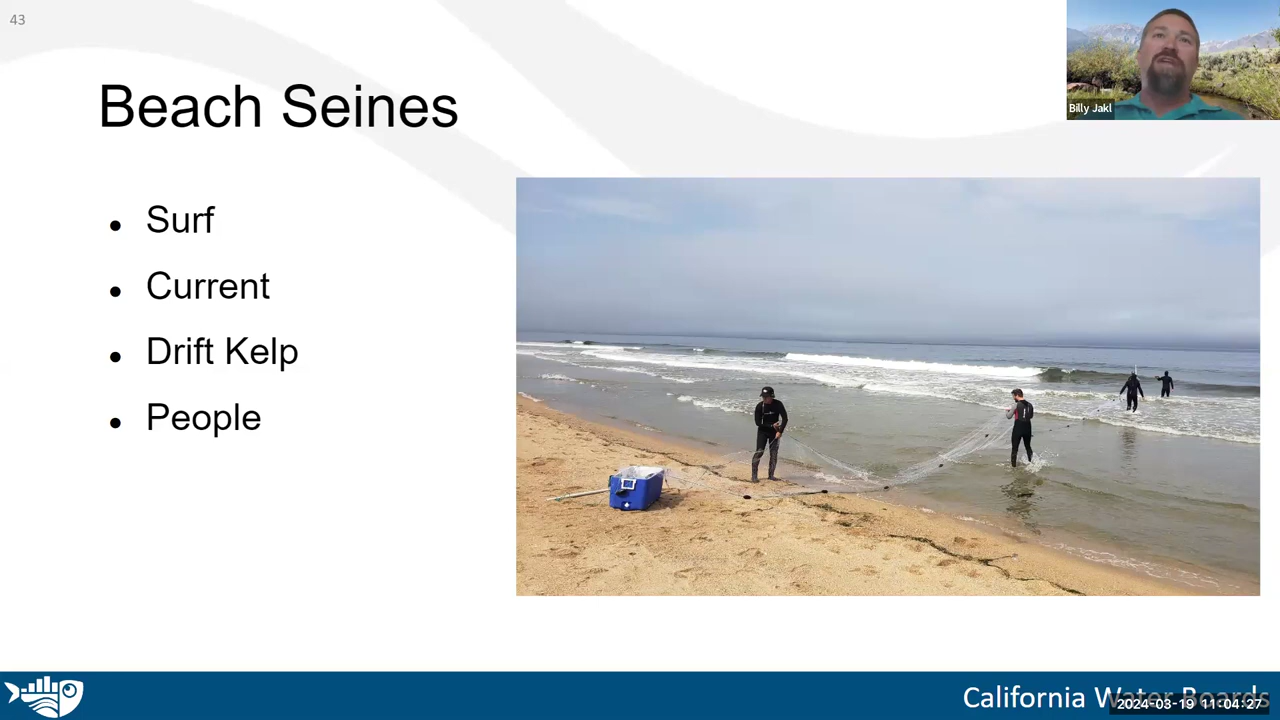 43
Billy Jakl
Beach Seines
• Surf
• Current
• Drift Kelp
• People
California Water Boards
2024-03-19 11:04:27